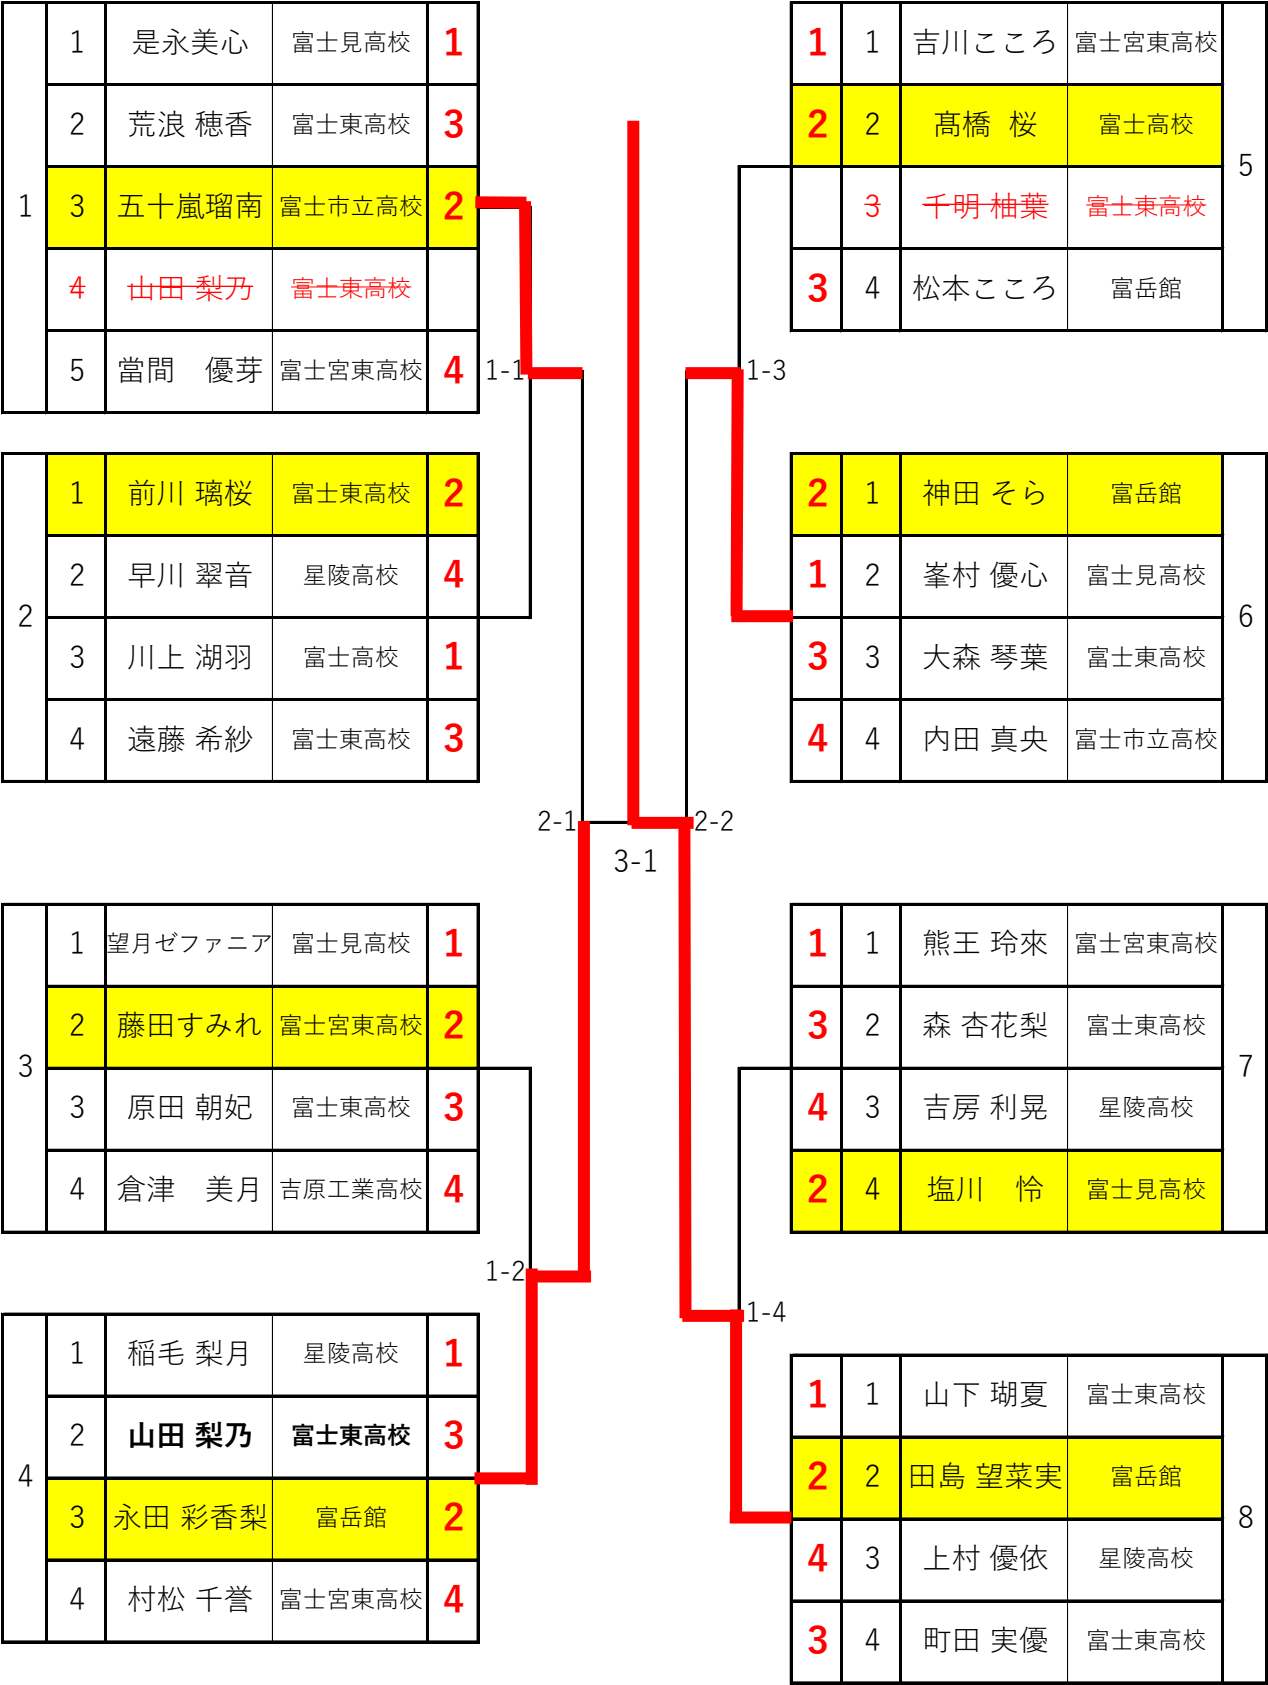 1
1 是永美心 富士見高校 1
2 荒浪 穂香 富士東高校 3
3 五十嵐瑠南 富士市立高校 2
4 山田 梨乃 富士東高校
5 當間　優芽 富士宮東高校 4
2
1 前川 璃桜 富士東高校 2
2 早川 翠音 星陵高校 4
3 川上 湖羽 富士高校 1
4 遠藤 希紗 富士東高校 3
3
1 望月ゼファニア 富士見高校 1
2 藤田すみれ 富士宮東高校 2
3 原田 朝妃 富士東高校 3
4 倉津　美月 吉原工業高校 4
4
1 稲毛 梨月 星陵高校 1
2 山田 梨乃 富士東高校 3
3 永田 彩香梨 富岳館 2
4 村松 千誉 富士宮東高校 4
1-1
1-2
2-1
3-1
2-2
1-3
1-4
1 1 吉川こころ 富士宮東高校
2 2 髙橋 桜 富士高校
3 千明 柚葉 富士東高校
3 4 松本こころ 富岳館
5
2 1 神田 そら 富岳館
1 2 峯村 優心 富士見高校
3 3 大森 琴葉 富士東高校
4 4 内田 真央 富士市立高校
6
1 1 熊王 玲來 富士宮東高校
3 2 森 杏花梨 富士東高校
4 3 吉房 利晃 星陵高校
2 4 塩川　怜 富士見高校
7
1 1 山下 瑚夏 富士東高校
2 2 田島 望菜実 富岳館
4 3 上村 優依 星陵高校
3 4 町田 実優 富士東高校
8